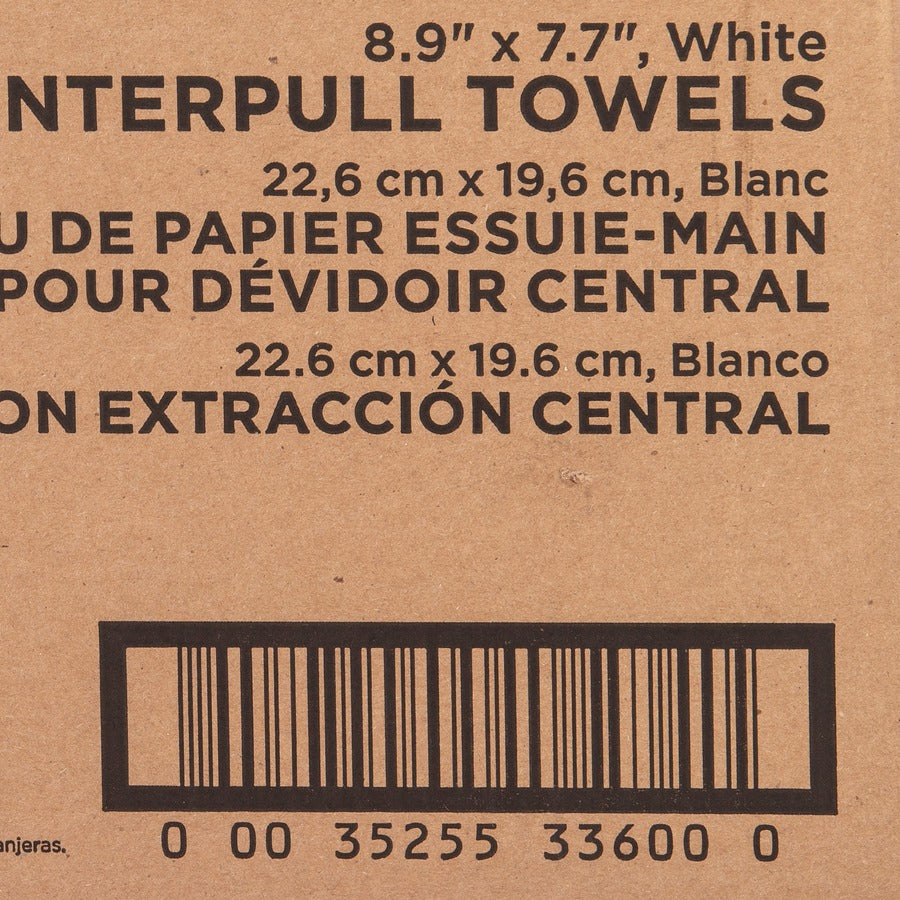 8.9" x 7.7", White
NTERPULL TOWELS
22,6 cm x 19,6 cm, Blanc
U DE PAPIER ESSUIE-MAIN
POUR DÉVIDOIR CENTRAL
22.6 cm x 19.6 cm, Blanco
ON EXTRACCIÓN CENTRAL
anjeras.
0 00 35255 33600 0